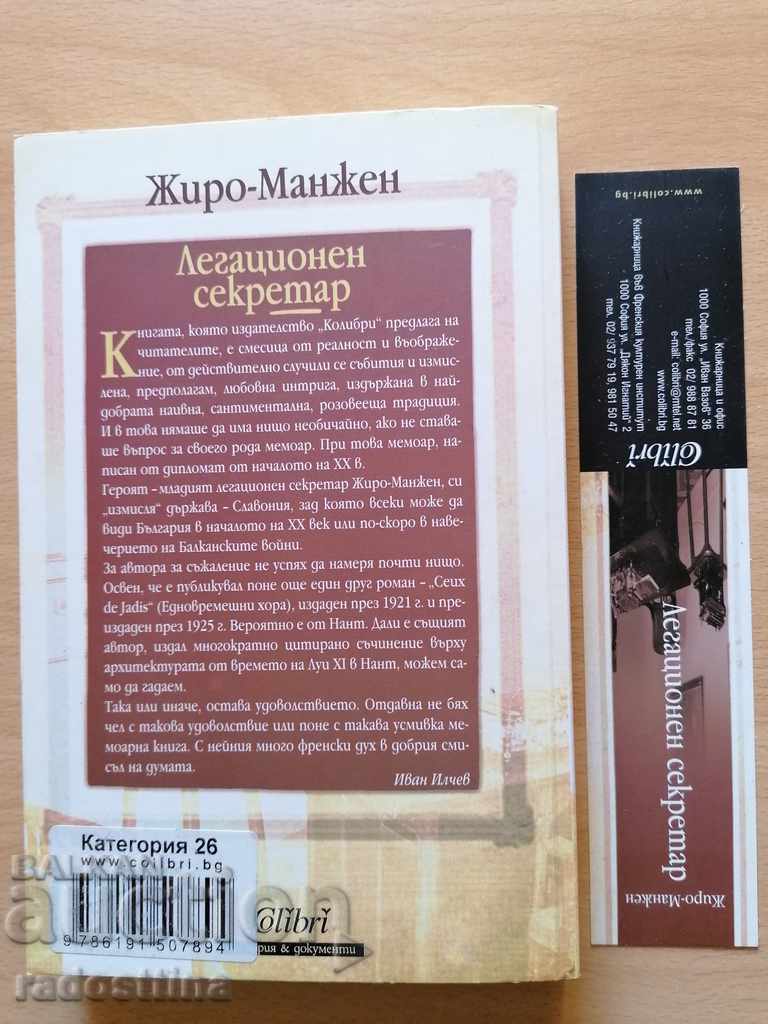 Жиро-Манжен
Легационен
секретар
Книгата, която издателство „Колибри“ предлага на
читателите, е смесица от реалност и въображе-
ние, от действително случили се събития и измис-
лена, предполагам, любовна интрига, издържана в най-
добрата наивна, сантиментална, розовееща традиция.
И в това нямаше да има нищо необичайно, ако не става-
ше въпрос за своего рода мемоар. При това мемоар, на-
писан от дипломат от началото на XX в.
Героят – младият легационен секретар Жиро-Манжен, си
“измисля“ държава – Славония, зад която всеки може да
види България в началото на XX век или по-скоро в наве-
черието на Балканските войни.
За автора за съжаление не успях да намеря почти нищо.
Освен, че е публикувал поне още един друг роман – „Ceux
de Jadis“ (Едновремешни хора), издаден през 1921 г. и пре-
издаден през 1925 г. Вероятно е от Нант. Дали е същият
автор, издал многократно цитирано съчинение върху
архитектурата от времето на Луи XI в Нант, можем са-
мо да гадаем.
Така или иначе, остава удоволствието. Отдавна не бях
чел с такова удоволствие или поне с такава усмивка ме-
моарна книга. С нейния много френски дух в добрия сми-
съл на думата.
Иван Илчев
Категория 26
www.colibri.bg
9786191507894
Colibri
& документи
BALKAN
auction
radosttiina
www.colibri.bg
Книжарница във Френския културен институт
1000 София ул. „Дякон Игнатий“ 2
тел. 02/ 937 79 19, 981 50 47
Книжарница и офис
1000 София ул. „Иван Вазов“ 36
тел./факс 02/ 988 87 81
e-mail: colibri@mbl.net
www.colibri.bg
Colibri
Легационен секретар
Жиро-Манжен